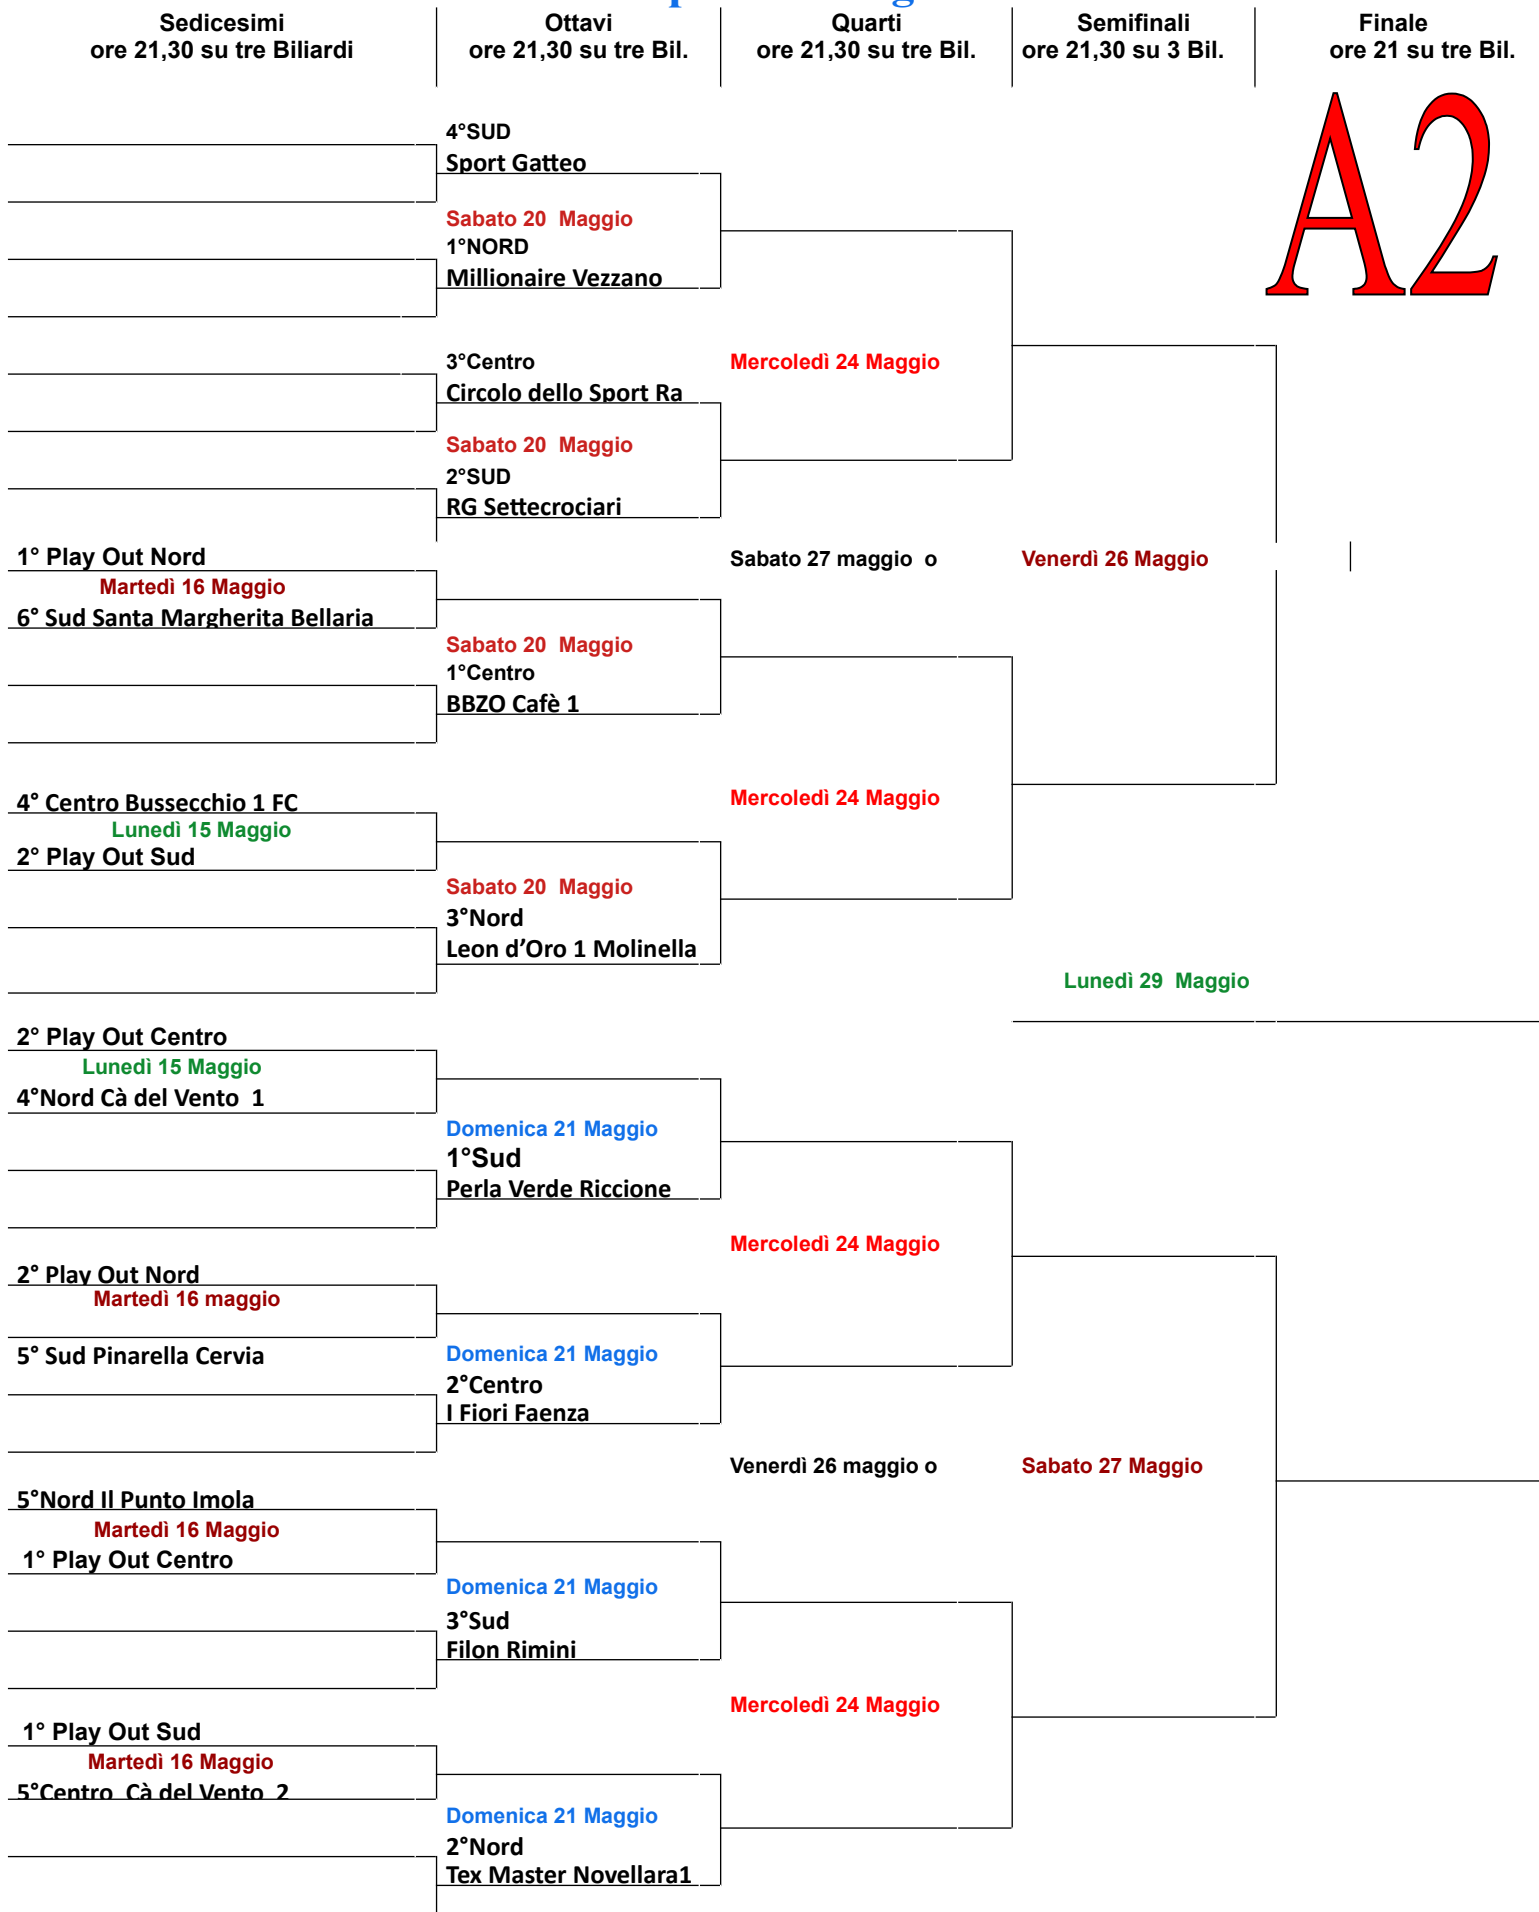 Sedicesimi
ore 21,30 su tre Biliardi
Ottavi
ore 21,30 su tre Bil.
Quarti
ore 21,30 su tre Bil.
Semifinali
ore 21,30 su 3 Bil.
Finale
ore 21 su tre Bil.
A2
4°SUD
Sport Gatteo
Sabato 20 Maggio
1°NORD
Millionaire Vezzano
3°Centro
Mercoledì 24 Maggio
Circolo dello Sport Ra
Sabato 20 Maggio
2°SUD
RG Settecrociari
1° Play Out Nord
Sabato 27 maggio o
Venerdì 26 Maggio
Martedì 16 Maggio
6° Sud Santa Margherita Bellaria
Sabato 20 Maggio
1°Centro
BBZO Cafè 1
4° Centro Bussecchio 1 FC
Mercoledì 24 Maggio
Lunedì 15 Maggio
2° Play Out Sud
Sabato 20 Maggio
3°Nord
Leon d’Oro 1 Molinella
Lunedì 29 Maggio
2° Play Out Centro
Lunedì 15 Maggio
4°Nord Cà del Vento 1
Domenica 21 Maggio
1°Sud
Perla Verde Riccione
Mercoledì 24 Maggio
2° Play Out Nord
Martedì 16 maggio
5° Sud Pinarella Cervia
Domenica 21 Maggio
2°Centro
I Fiori Faenza
Venerdì 26 maggio o
Sabato 27 Maggio
5°Nord Il Punto Imola
Martedì 16 Maggio
1° Play Out Centro
Domenica 21 Maggio
3°Sud
Filon Rimini
Mercoledì 24 Maggio
1° Play Out Sud
Martedì 16 Maggio
5°Centro Cà del Vento 2
Domenica 21 Maggio
2°Nord
Tex Master Novellara1